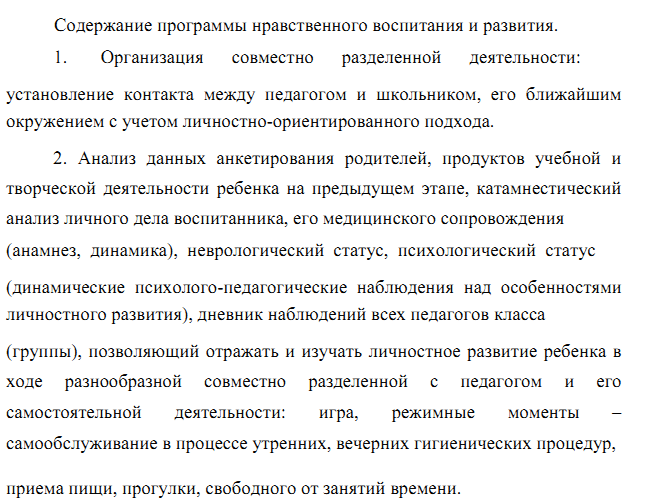 Содержание программы нравственного воспитания и развития.
1. Организация совместно разделенной деятельности:
установление контакта между педагогом и школьником, его ближайшим
окружением с учетом личностно-ориентированного подхода.
2. Анализ данных анкетирования родителей, продуктов учебной и
творческой деятельности ребенка на предыдущем этапе, катамнестический
анализ личного дела воспитанника, его медицинского сопровождения
(анамнез, динамика), неврологический статус, психологический статус
(динамические психолого-педагогические наблюдения над особенностями
личностного развития), дневник наблюдений всех педагогов класса
(группы), позволяющий отражать и изучать личностное развитие ребенка в
ходе разнообразной совместно разделенной с педагогом и его
самостоятельной деятельности: игра, режимные моменты –
самообслуживание в процессе утренних, вечерних гигиенических процедур,
приема пищи, прогулки, свободного от занятий времени.